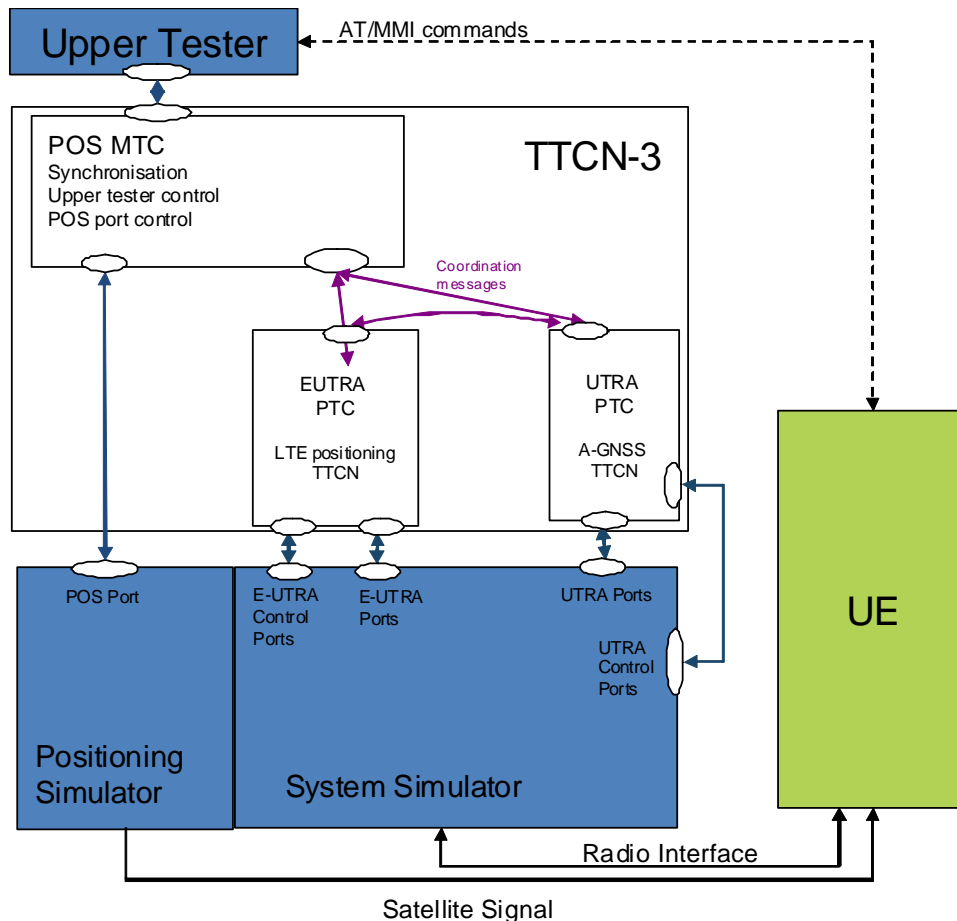 Upper Tester
AT/MMI commands
POS MTC
Synchronisation
Upper tester control
POS port control
TTCN-3
Coordination
messages
EUTRA
PTC
LTE positioning
TTCN
UTRA
PTC
A-GNSS
TTCN
POS Port
E-UTRA
Control
Ports
E-UTRA
Ports
UTRA Ports
UTRA
Control
Ports
UE
Positioning
Simulator
System Simulator
Radio Interface
Satellite Signal